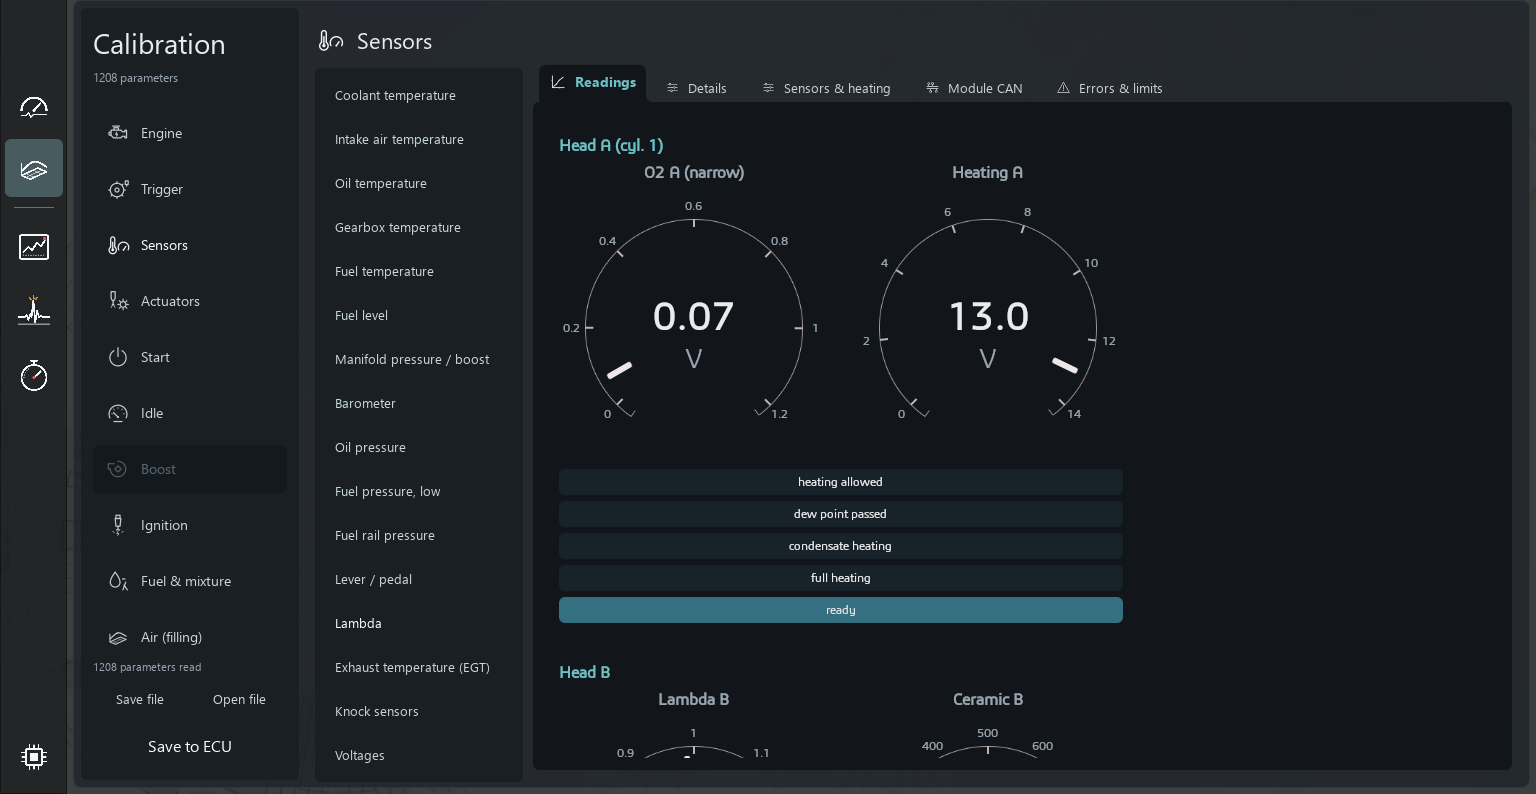 Calibration
1208 parameters
Engine
Trigger
Sensors
Actuators
Start
Idle
Boost
Ignition
Fuel & mixture
Air (filling)
1208 parameters read
Save file
Open file
Save to ECU
Sensors
Coolant temperature
Intake air temperature
Oil temperature
Gearbox temperature
Fuel temperature
Fuel level
Manifold pressure / boost
Barometer
Oil pressure
Fuel pressure, low
Fuel rail pressure
Lever / pedal
Lambda
Exhaust temperature (EGT)
Knock sensors
Voltages
Readings
Details
Sensors & heating
Module CAN
Errors & limits
Head A (cyl. 1)
O2 A (narrow)
0
0.2
0.4
0.6
0.8
1
1.2
0.07
V
Heating A
0
2
4
6
8
10
12
14
13.0
V
heating allowed
dew point passed
condensate heating
full heating
ready
Head B
Lambda B
0.9
1
1.1
Ceramic B
400
500
600